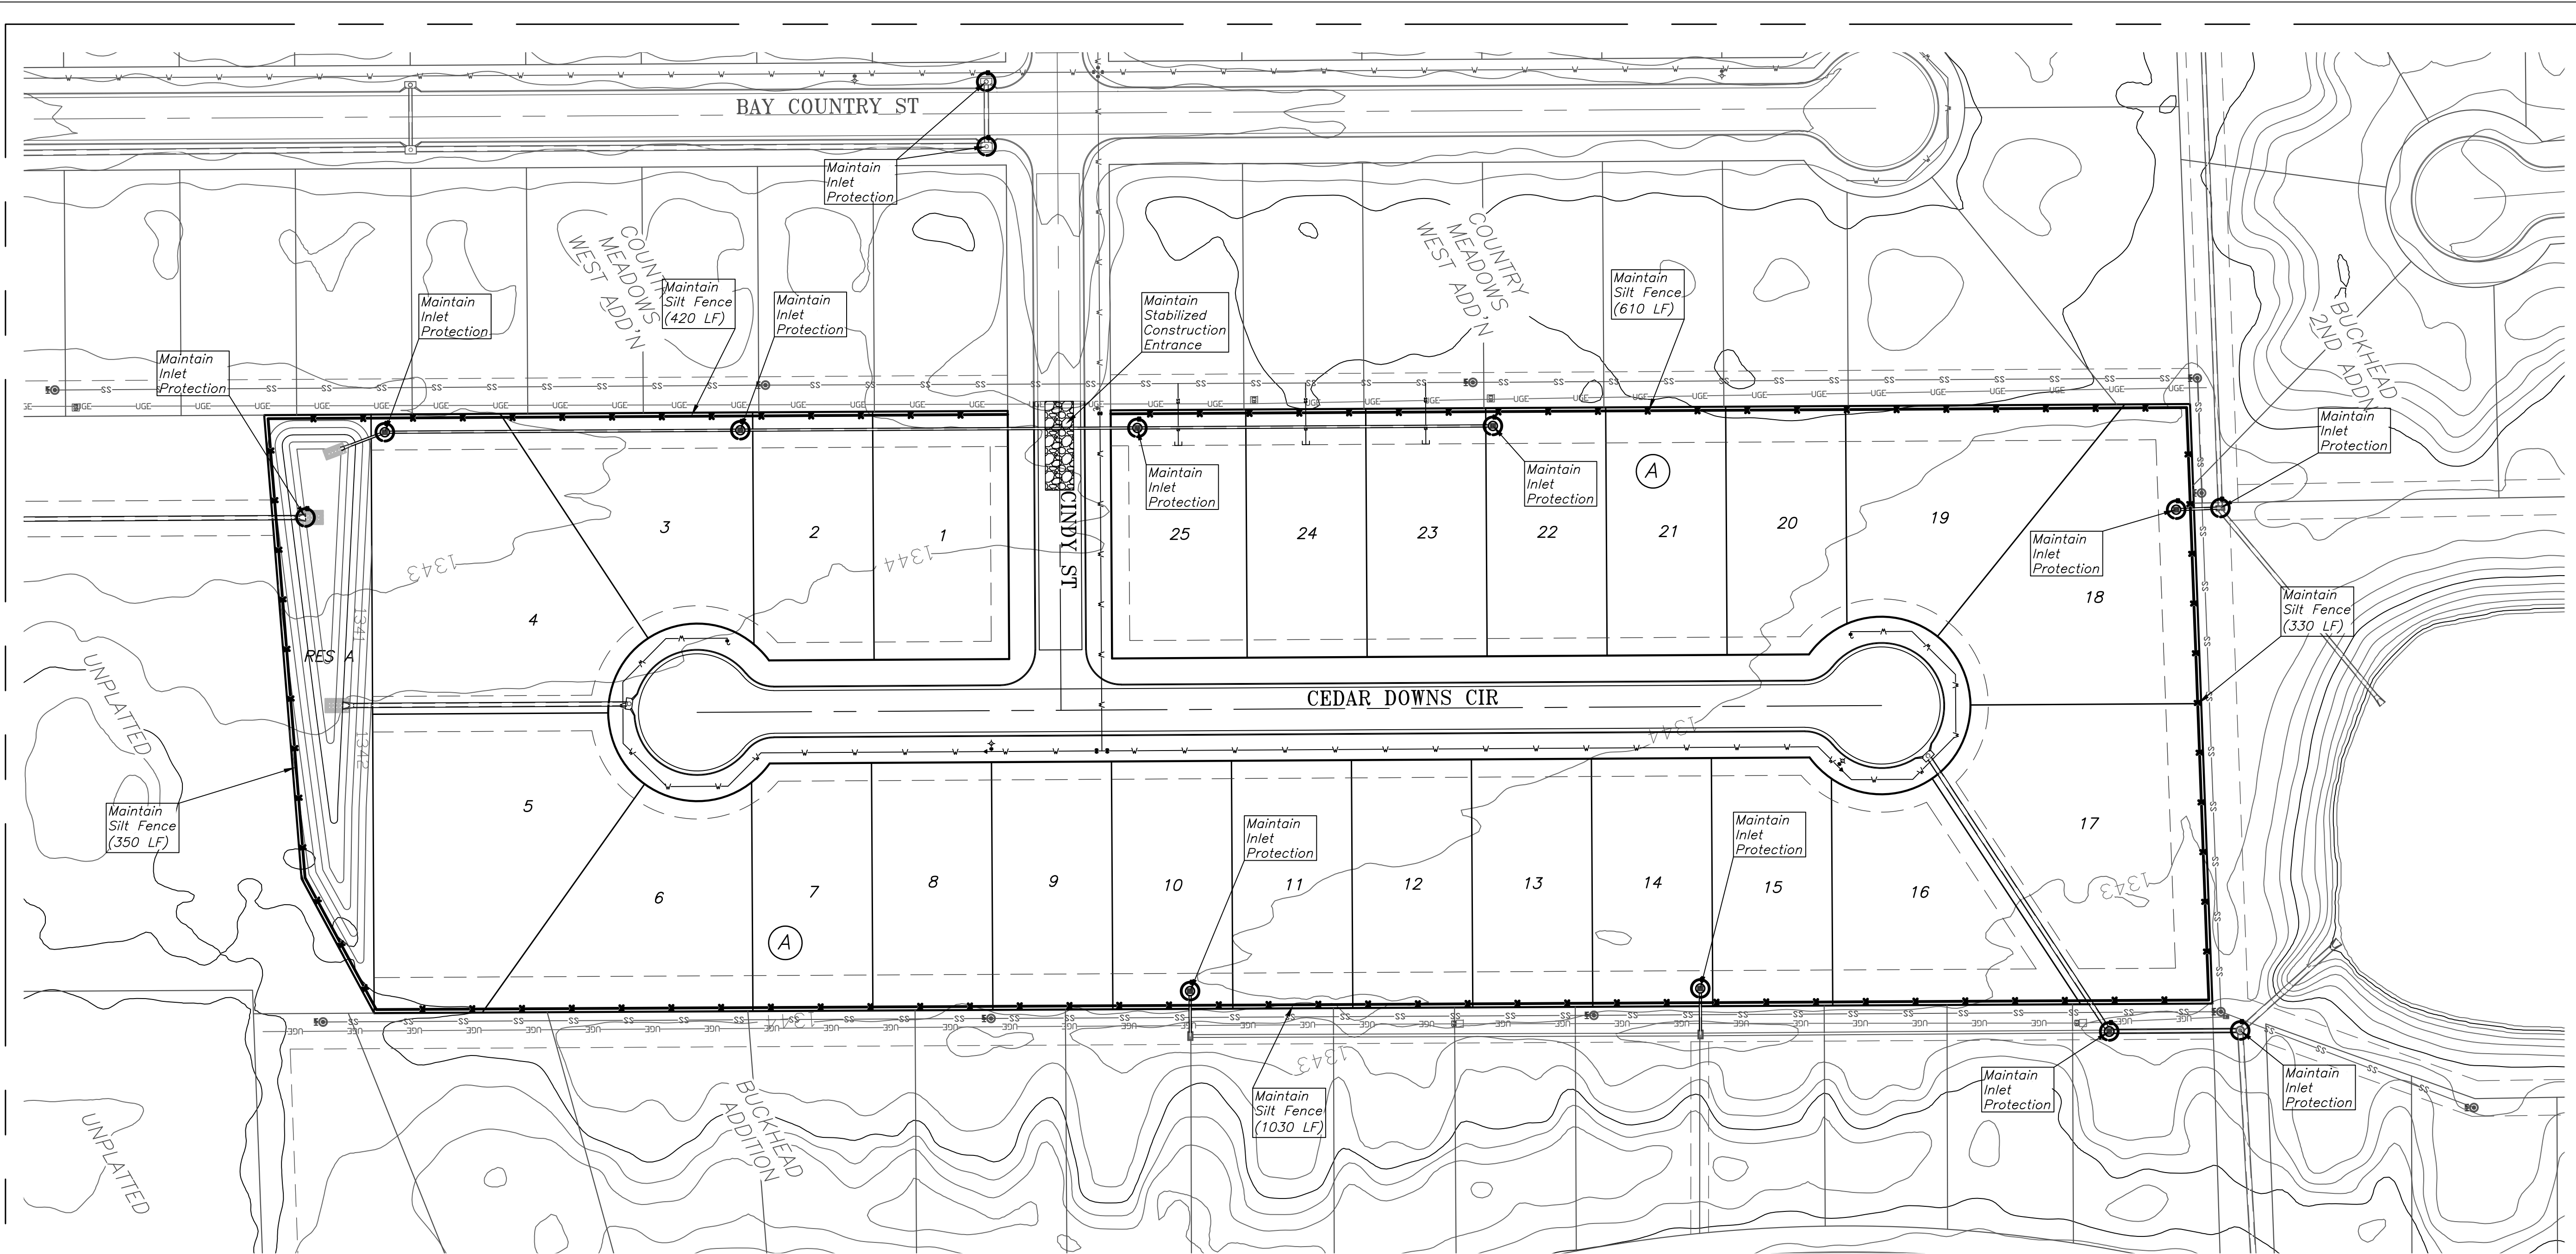 BAY COUNTRY ST
Maintain
Inlet
Protection
COUNTRY
MEADOWS
WEST ADD'N
COUNTRY
MEADOWS
WEST ADD'N
BUCKHEAD
2ND ADD'N
Maintain
Silt Fence
(420 LF)
Maintain
Inlet
Protection
Maintain
Inlet
Protection
Maintain
Stabilized
Construction
Entrance
Maintain
Silt Fence
(610 LF)
Maintain
Inlet
Protection
Maintain
Inlet
Protection
Maintain
Inlet
Protection
Maintain
Inlet
Protection
Maintain
Inlet
Protection
A
3
2
1
CINDY ST
25
24
23
22
21
20
19
18
1343
1344
4
Maintain
Silt Fence
(330 LF)
1341
RES A
UNPLATTED
CEDAR DOWNS CIR
1344
1342
5
Maintain
Silt Fence
(350 LF)
Maintain
Inlet
Protection
Maintain
Inlet
Protection
17
6
7
8
9
10
11
12
13
14
15
16
1343
A
1344
1343
Maintain
Silt Fence
(1030 LF)
Maintain
Inlet
Protection
Maintain
Inlet
Protection
BUCKHEAD
ADDITION
UNPLATTED